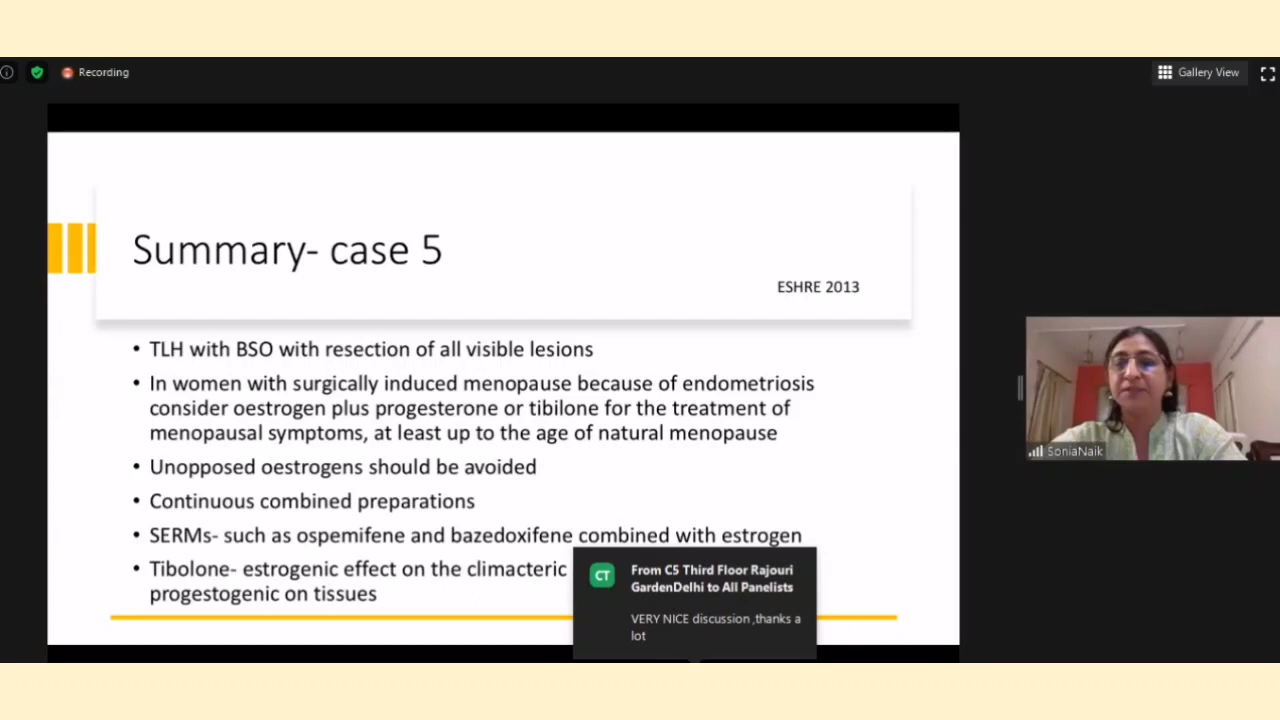 Recording
Gallery View
Summary- case 5
ESHRE 2013
• TLH with BSO with resection of all visible lesions
• In women with surgically induced menopause because of endometriosis
consider oestrogen plus progesterone or tibilone for the treatment of
menopausal symptoms, at least up to the age of natural menopause
• Unopposed oestrogens should be avoided
• Continuous combined preparations
• SERMs- such as ospemifene and bazedoxifene combined with estrogen
• Tibolone- estrogenic effect on the climacteric
progestogenic on tissues
CT
From C5 Third Floor Rajouri
GardenDelhi to All Panelists
VERY NICE discussion ,thanks a
lot
SoniaNaik